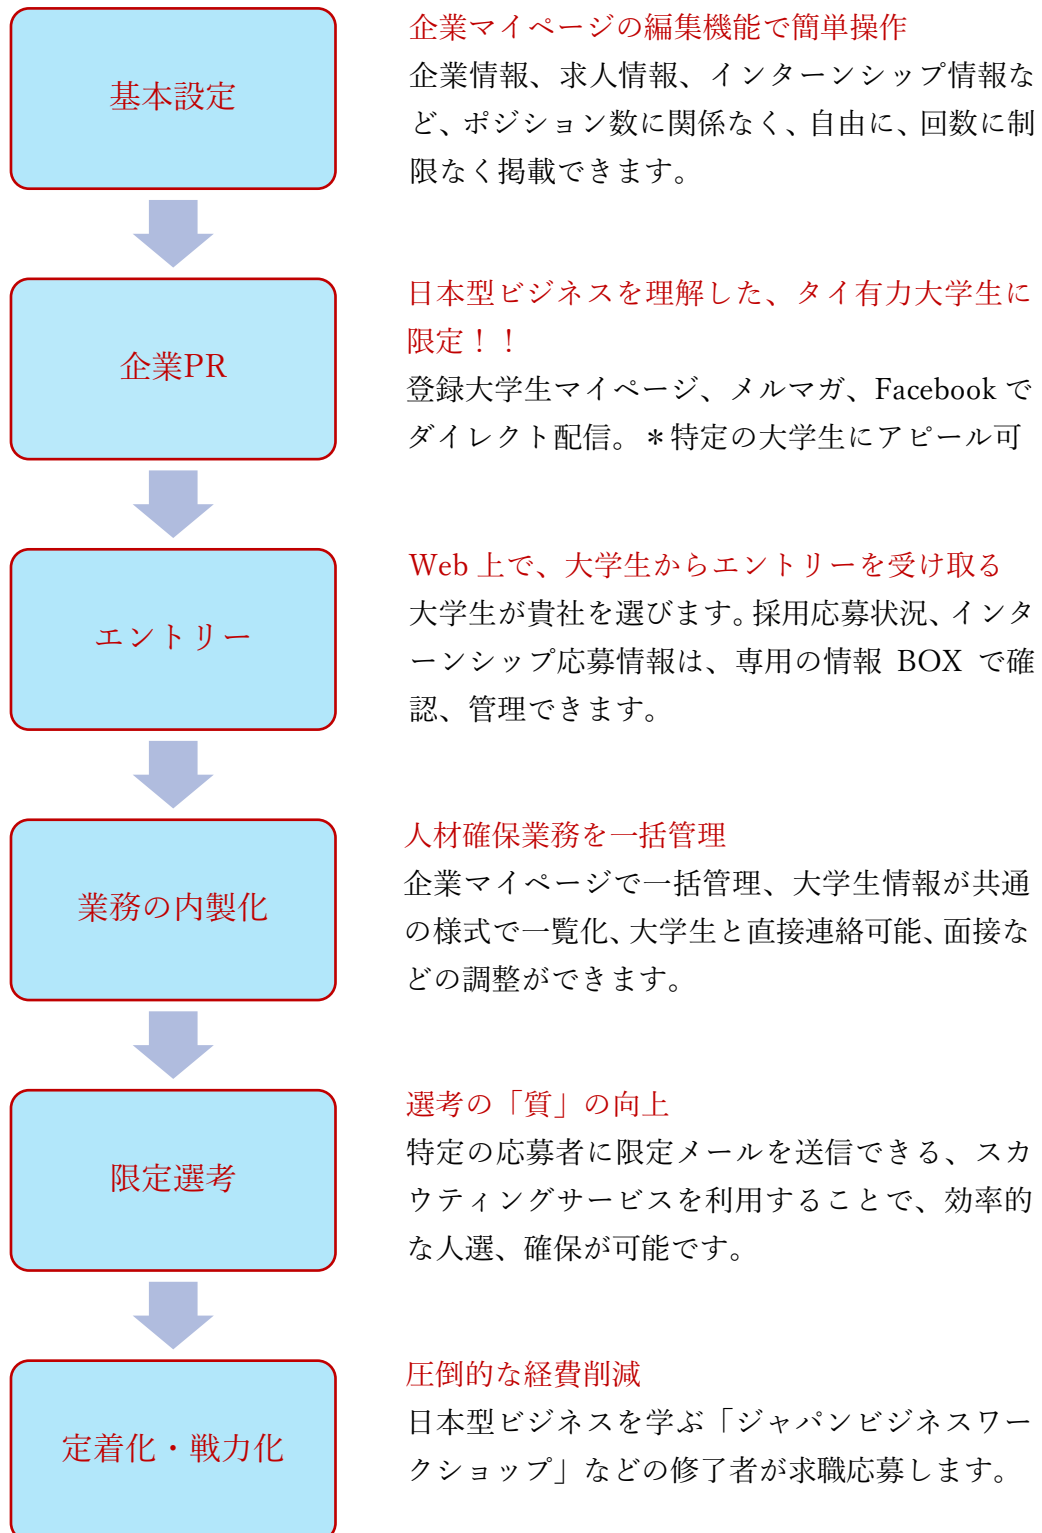 基本設定
企業マイページの編集機能で簡単操作
企業情報、求人情報、インターンシップ情報な
ど、ポジション数に関係なく、自由に、回数に制
限なく掲載できます。
企業PR
日本型ビジネスを理解した、タイ有力大学生に
限定！！
登録大学生マイページ、メルマガ、Facebook で
ダイレクト配信。＊特定の大学生にアピール可
エントリー
Web 上で、大学生からエントリーを受け取る
大学生が貴社を選びます。採用応募状況、インタ
ーンシップ応募情報は、専用の情報 BOX で確
認、管理できます。
業務の内製化
人材確保業務を一括管理
企業マイページで一括管理、大学生情報が共通
の様式で一覧化、大学生と直接連絡可能、面接な
どの調整ができます。
限定選考
選考の「質」の向上
特定の応募者に限定メールを送信できる、スカ
ウティングサービスを利用することで、効率的
な人選、確保が可能です。
定着化・戦力化
圧倒的な経費削減
日本型ビジネスを学ぶ「ジャパンビジネスワー
クショップ」などの修了者が求職応募します。